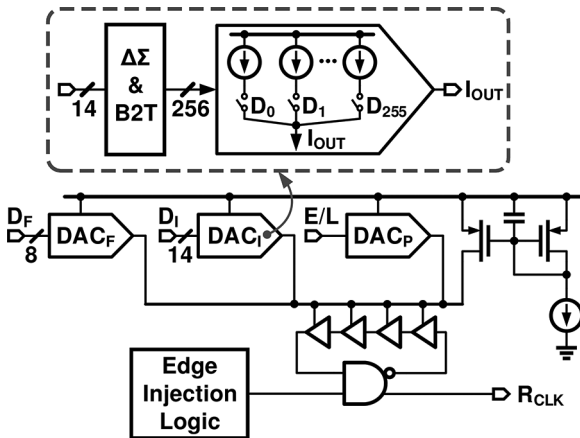 ΔΣ
&
B2T
14
256
D0
D1
D255
IOUT
IOUT
DF
8
DACF
DI
14
DACI
E/L
DACP
Edge
Injection
Logic
RCLK